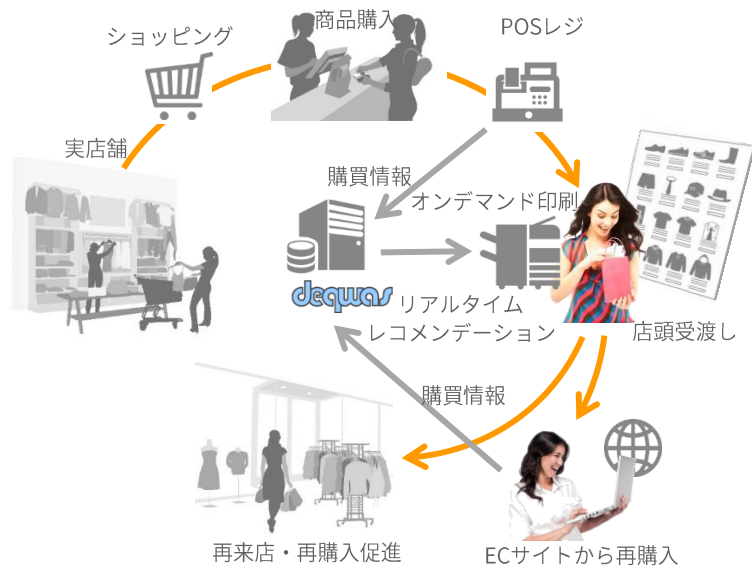 商品購入
POSレジ
ショッピング
実店舗
購買情報
オンデマンド印刷
deqwas
リアルタイム
レコメンデーション
店頭受渡し
購買情報
再来店・再購入促進
ECサイトから再購入